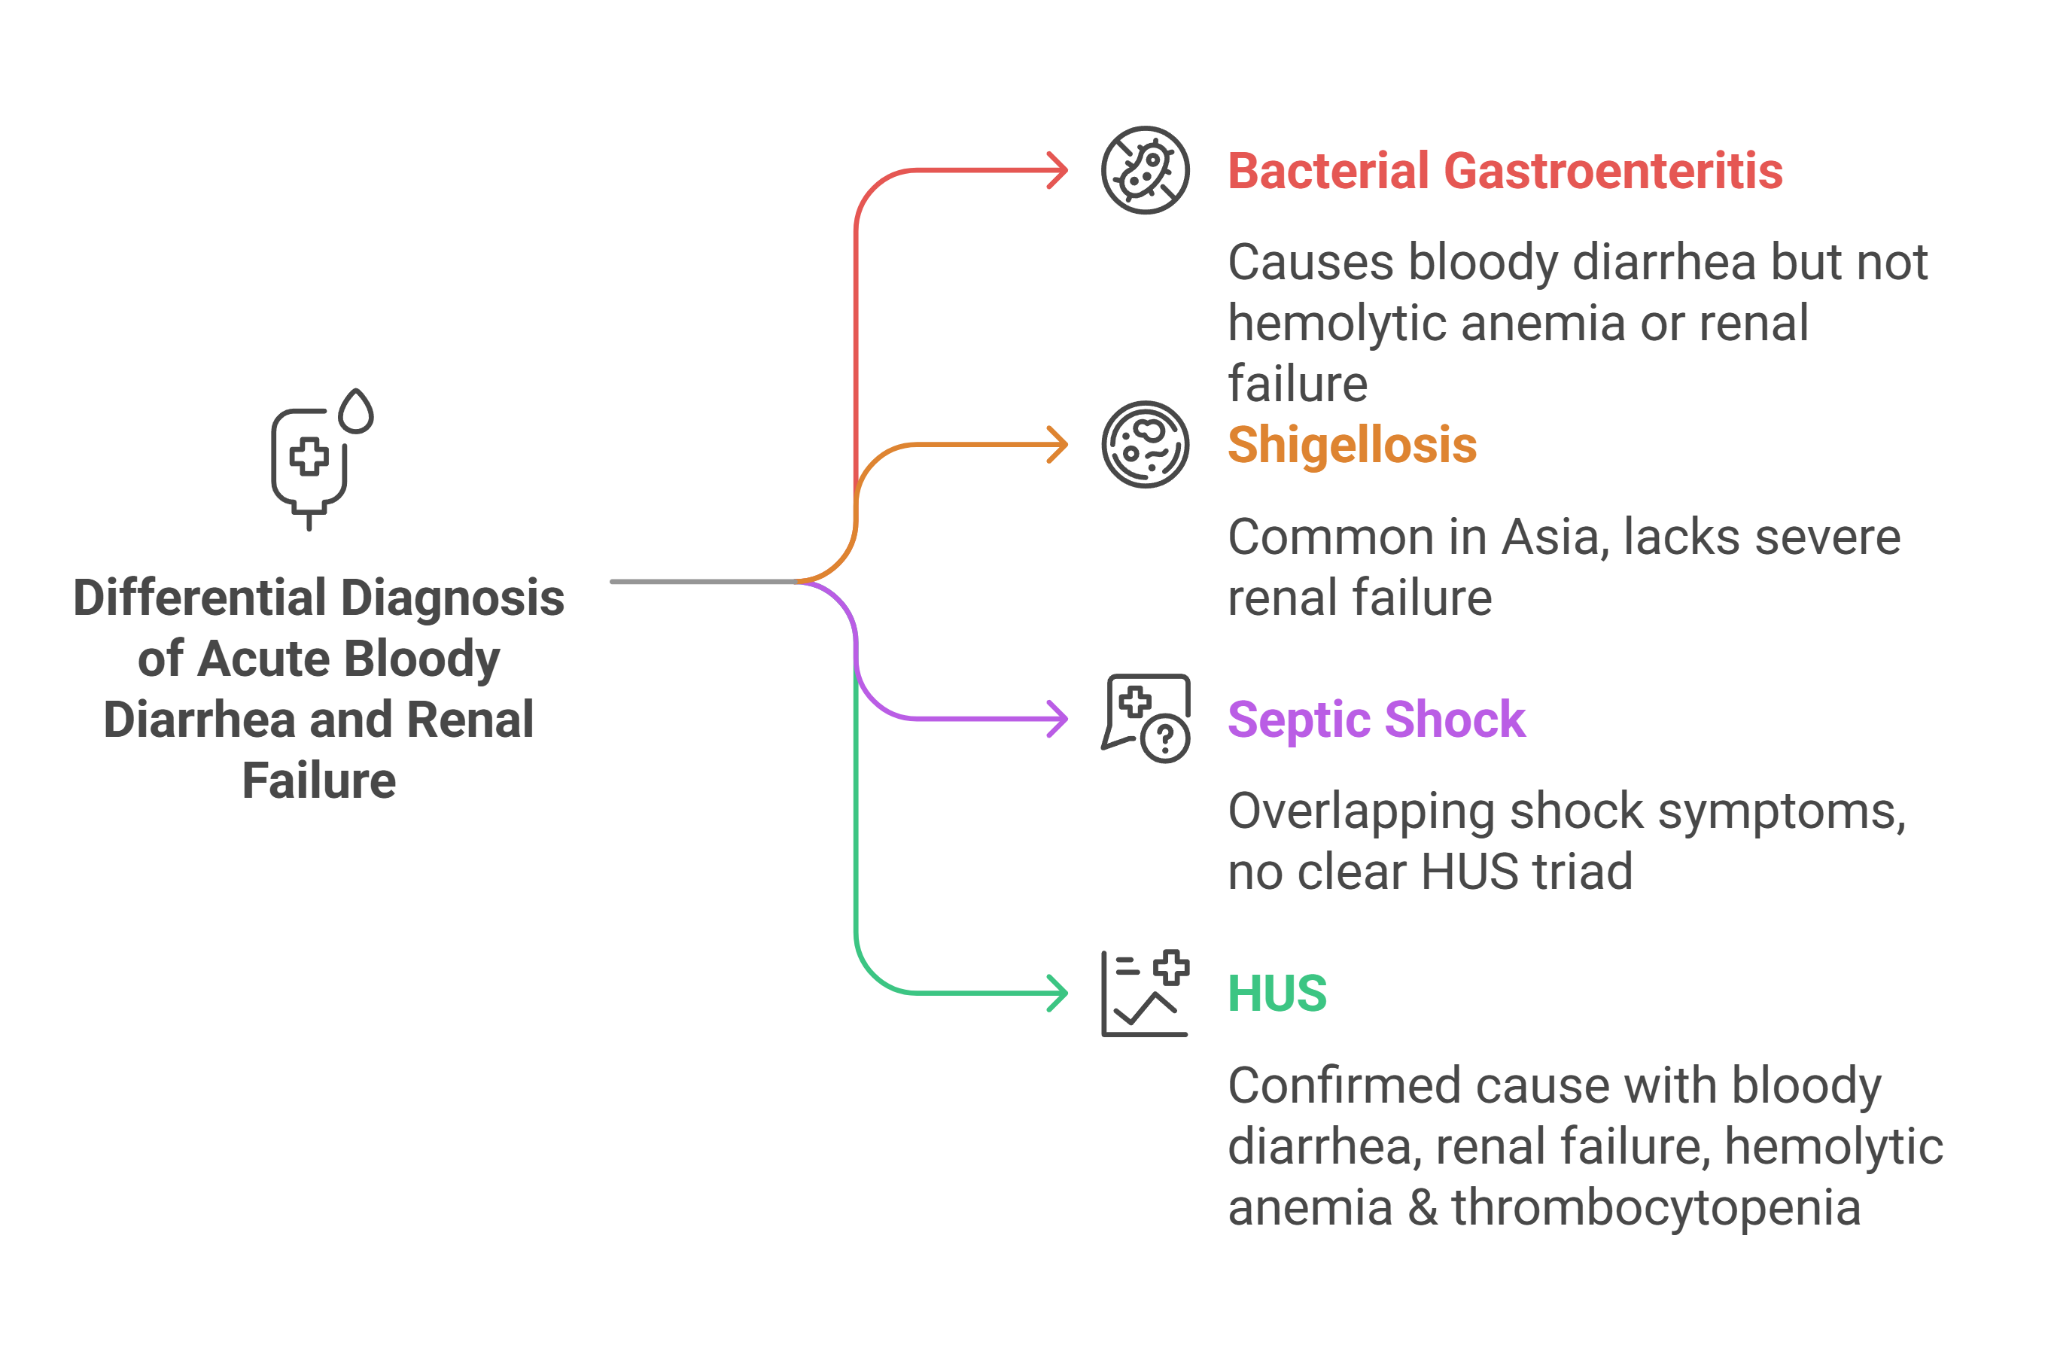 Differential Diagnosis
of Acute Bloody
Diarrhea and Renal
Failure
Bacterial Gastroenteritis
Causes bloody diarrhea but not
hemolytic anemia or renal
failure
Shigellosis
Common in Asia, lacks severe
renal failure
Septic Shock
Overlapping shock symptoms,
no clear HUS triad
HUS
Confirmed cause with bloody
diarrhea, renal failure, hemolytic
anemia & thrombocytopenia